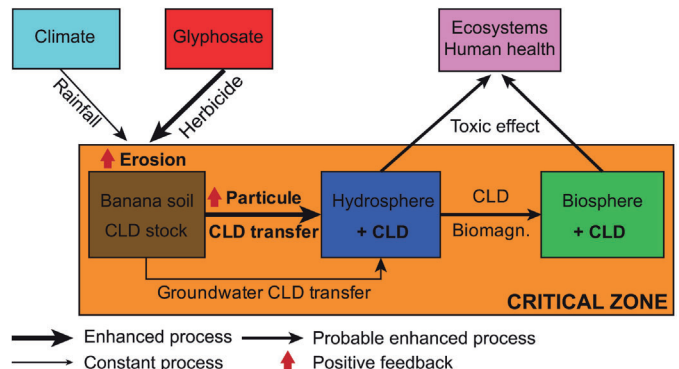 Climate
Glyphosate
Ecosystems
Human health
Rainfall
Herbicide
Toxic effect
Erosion
Banana soil
CLD stock
Particule
CLD transfer
Hydrosphere
+ CLD
CLD
Biomagn.
Biosphere
+ CLD
Groundwater CLD transfer
CRITICAL ZONE
Enhanced process
Probable enhanced process
Constant process
Positive feedback